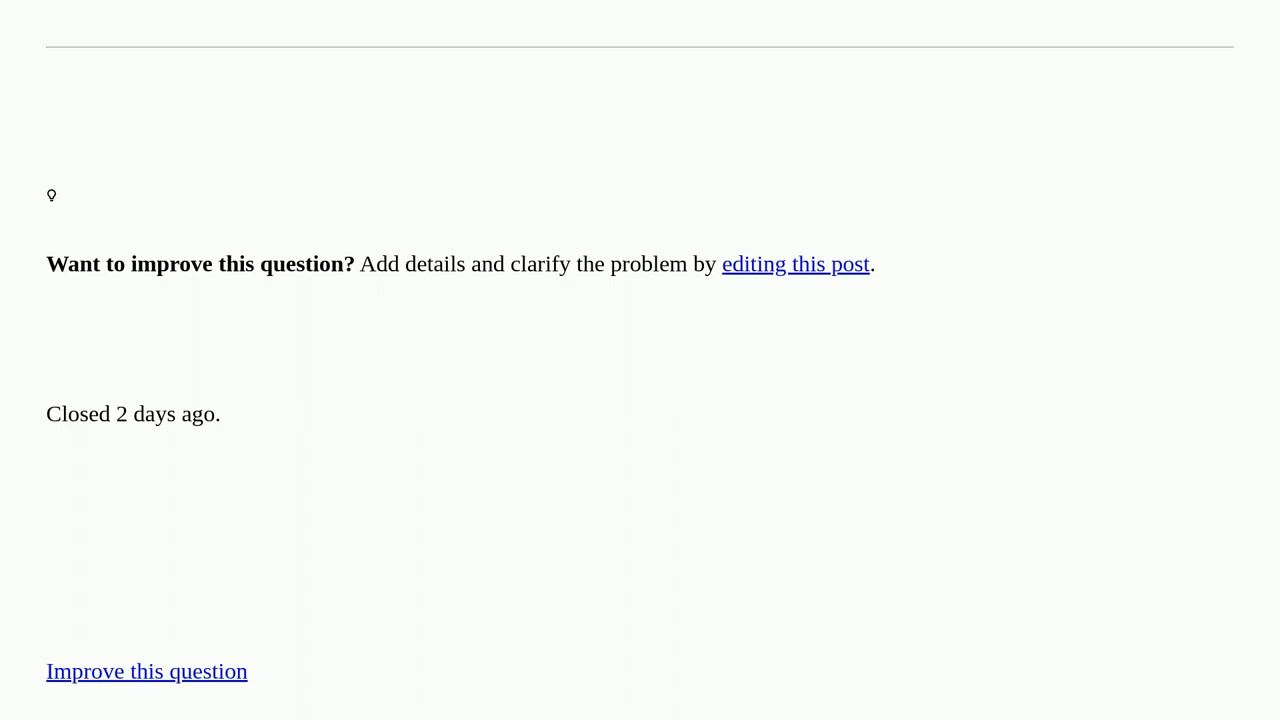 Want to improve this question? Add details and clarify the problem by editing this post.
Closed 2 days ago.
Improve this question